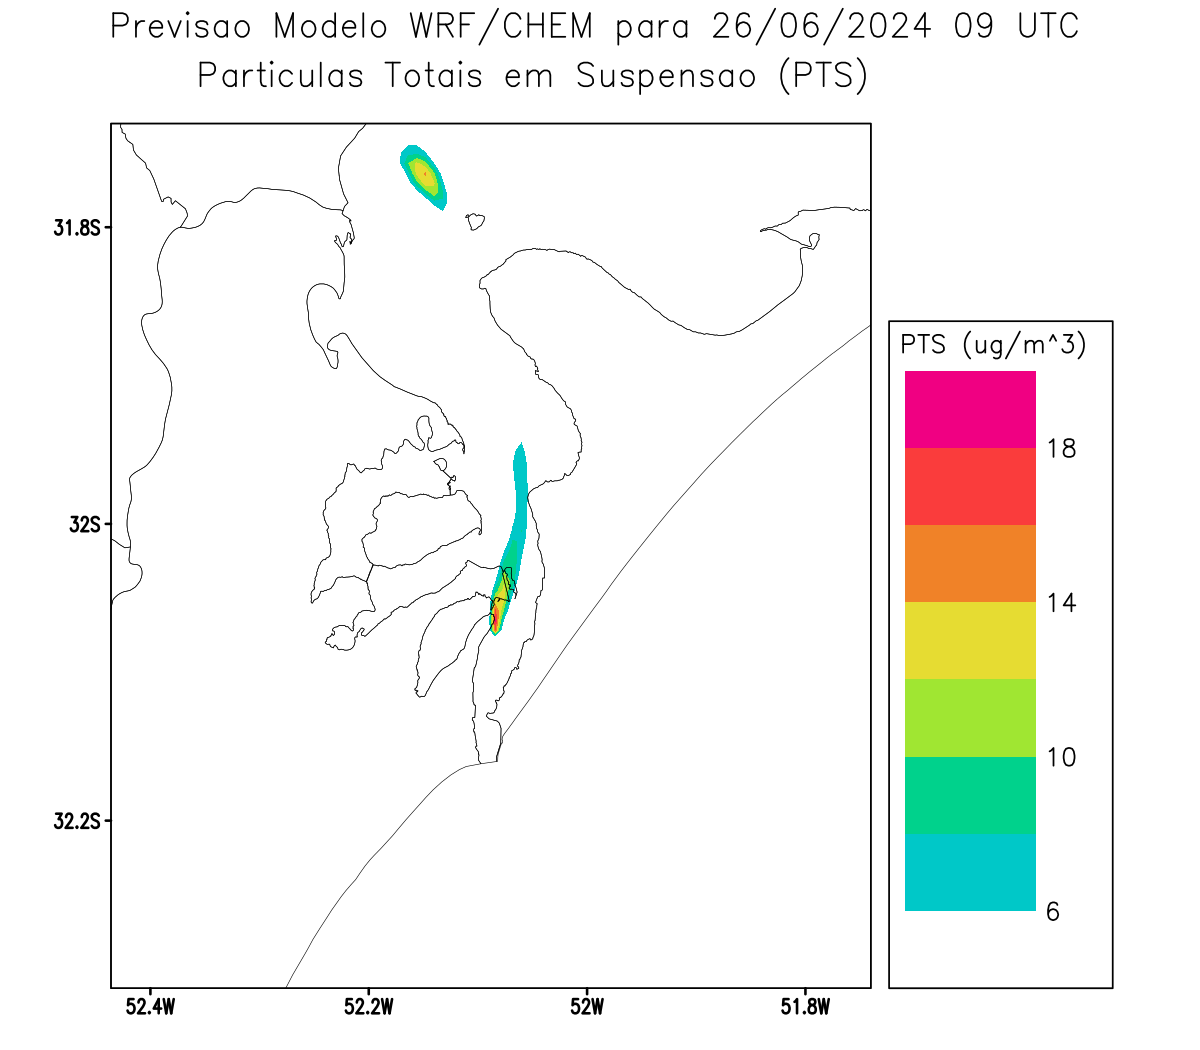 Previsao Modelo WRF/CHEM para 26/06/2024 09 UTC
Particulas Totais em Suspensao (PTS)
31.8S
32S
32.2S
52.4W 52.2W 52W 51.8W
PTS (ug/m^3)
18
14
10
6